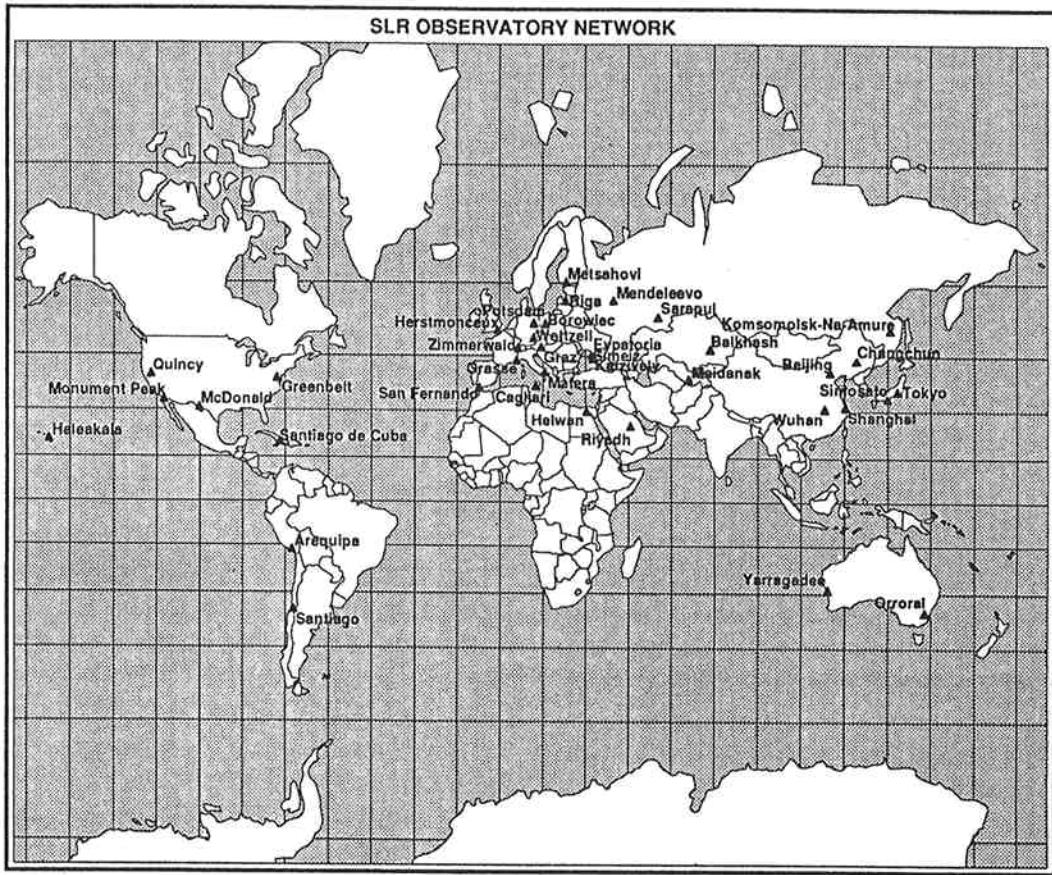 SLR OBSERVATORY NETWORK
Metsahovi
Riga
Mendeleevo
Sarapul
Potsdam
Herstmonceux
Borowiec
Komsomolsk-Na-Amure
Wettzell
Zimmerwald
Evpatoria
Balkhash
Quincy
Grasse
Graz
Simeiz
Katzively
Beijing
Changchun
Maidanak
Monument Peak
McDonald
Greenbelt
San Fernando
Cagliari
Matera
Simosato
Tokyo
Haleakala
Santiago de Cuba
Helwan
Riyadh
Wuhan
Shanghai
Arequipa
Yarragadee
Orroral
Santiago